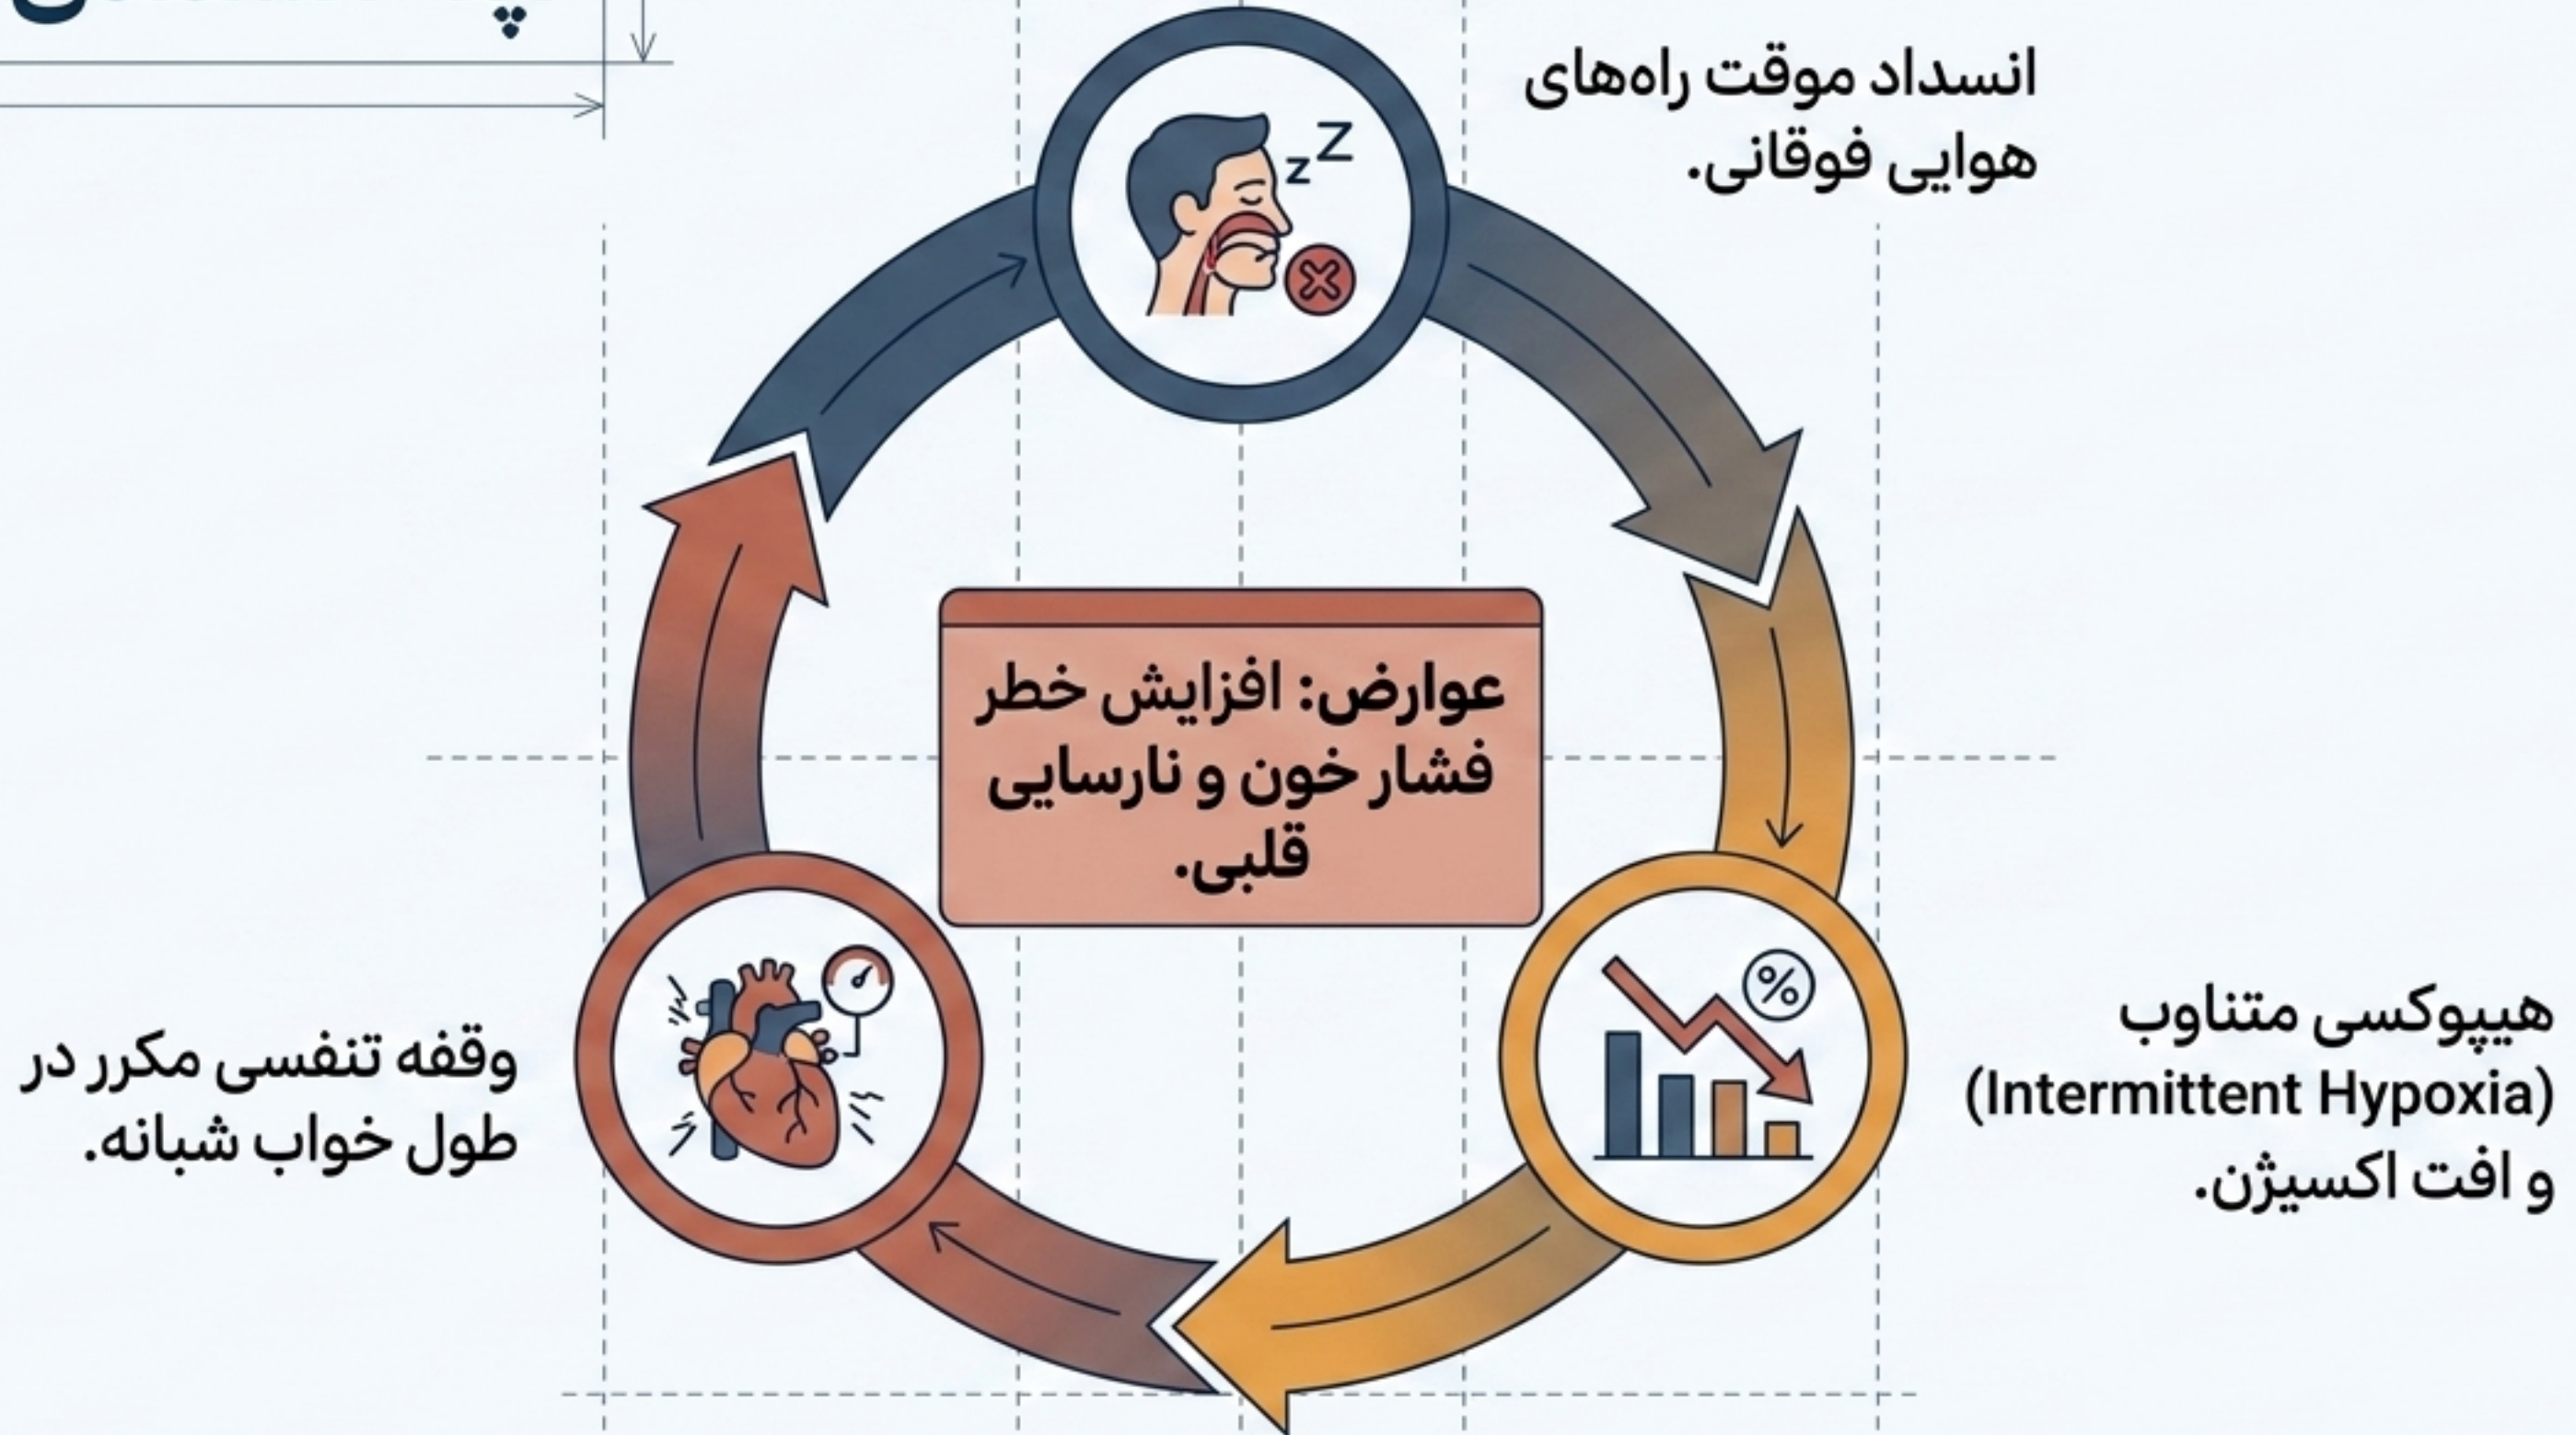 انسداد موقت راه‌های
هوایی فوقانی.
zZ
عوارض: افزایش خطر
فشار خون و نارسایی
قلبی.
%
هیپوکسی متناوب
(Intermittent Hypoxia)
و افت اکسیژن.
وقفه تنفسی مکرر در
طول خواب شبانه.